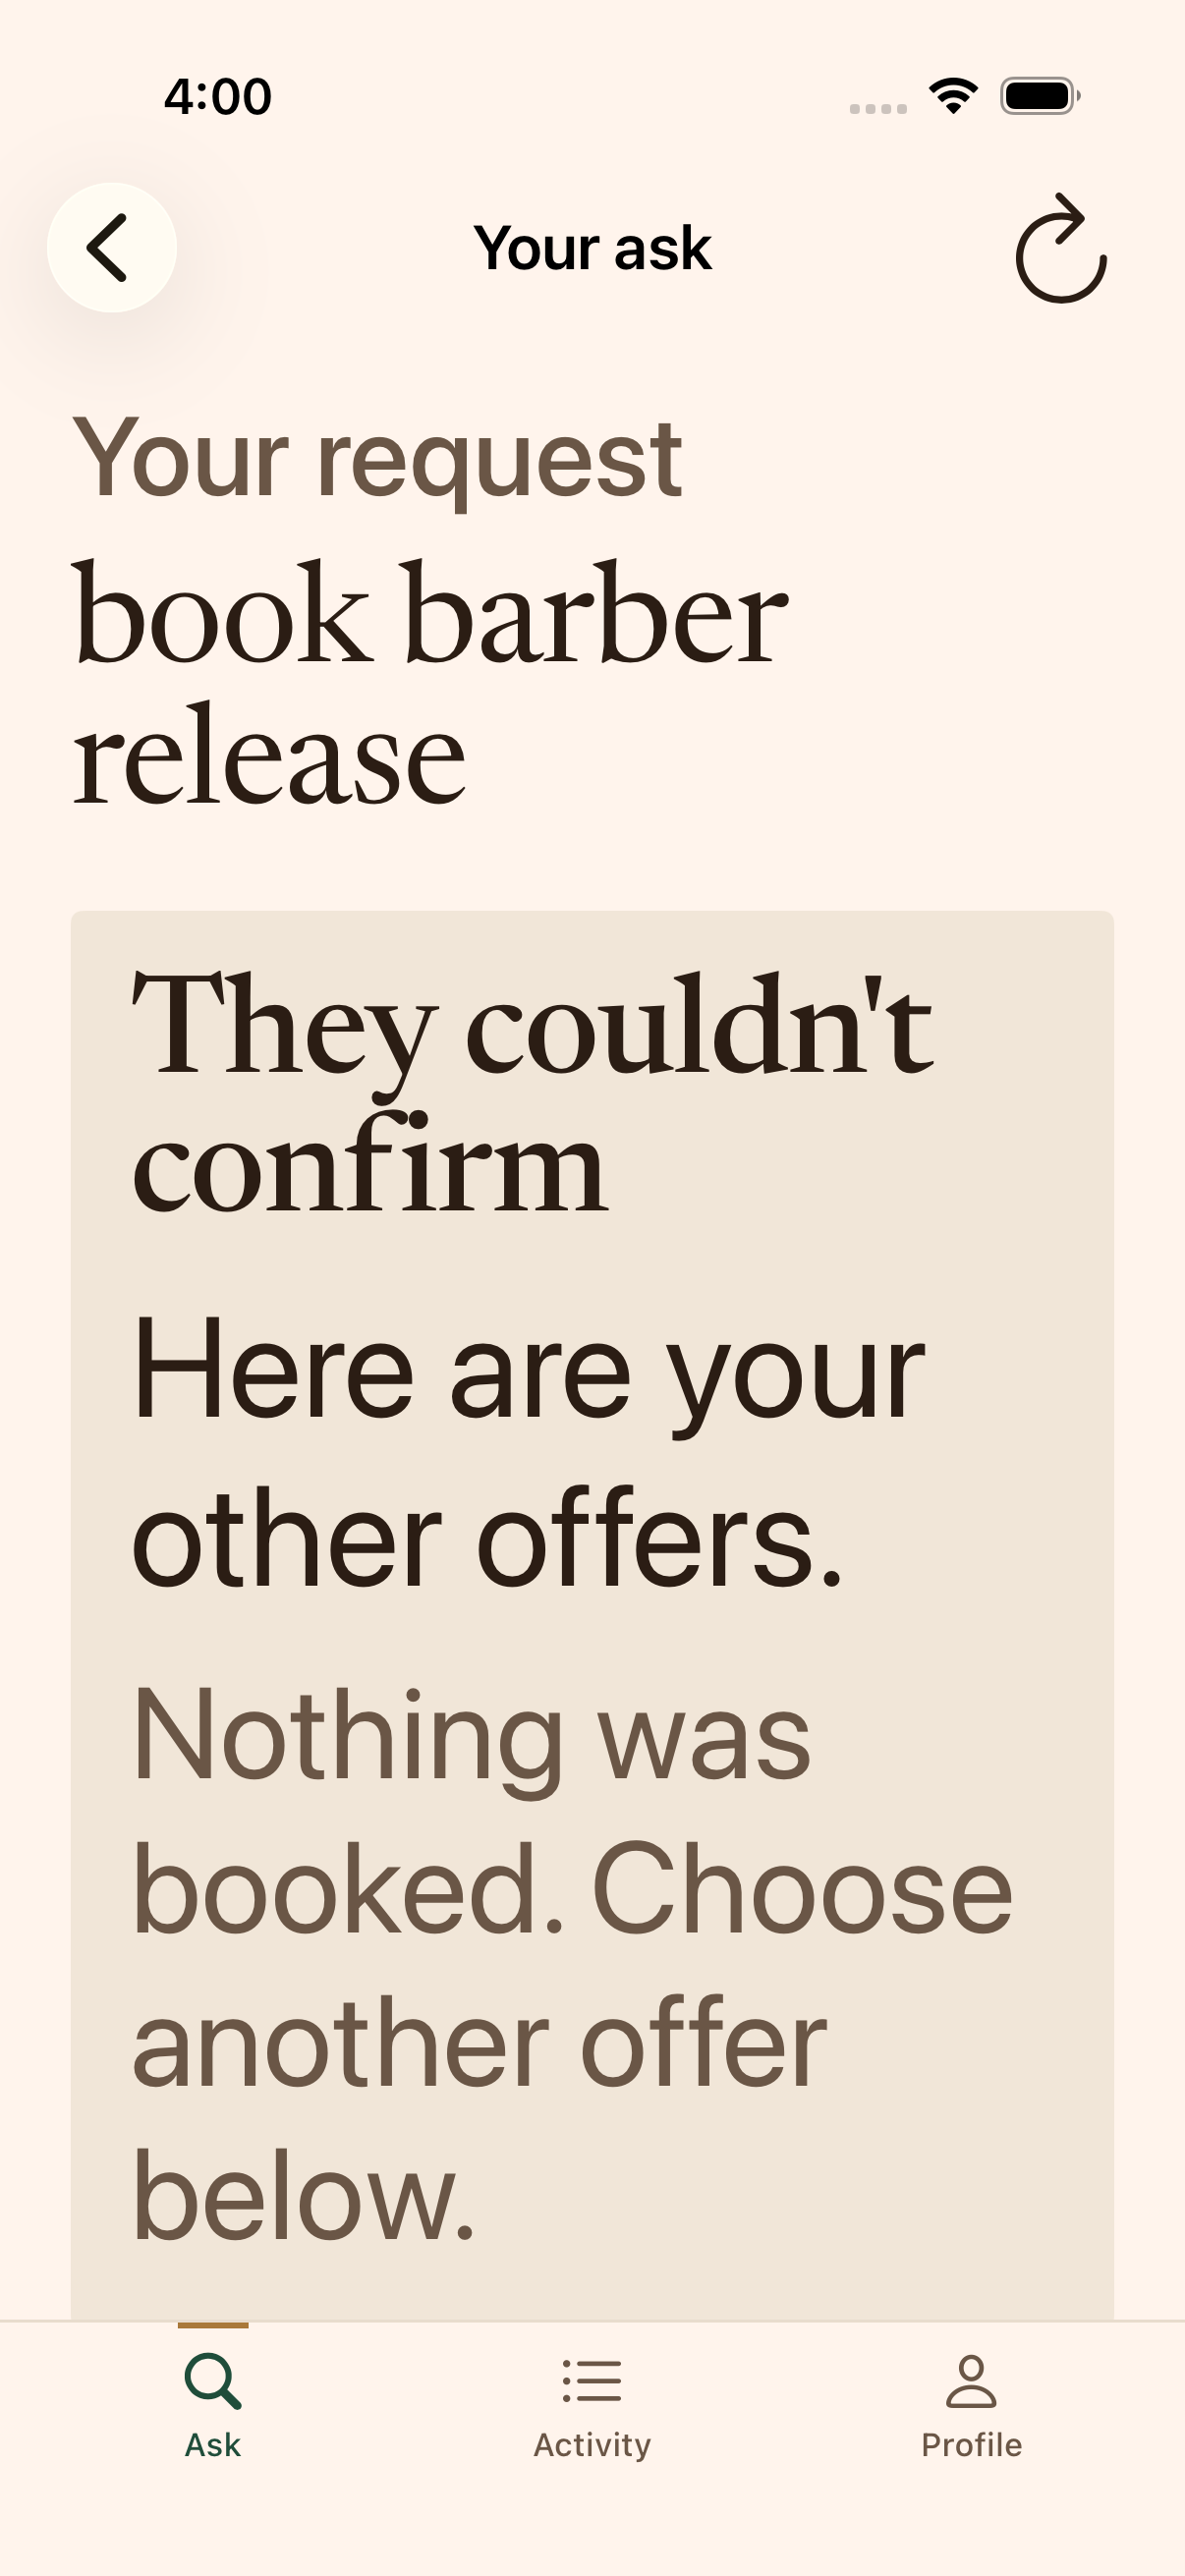 4:00
Your ask
Your request
book barber
release
They couldn't
confirm
Here are your
other offers.
Nothing was
booked. Choose
another offer
below.
Ask
Activity
Profile